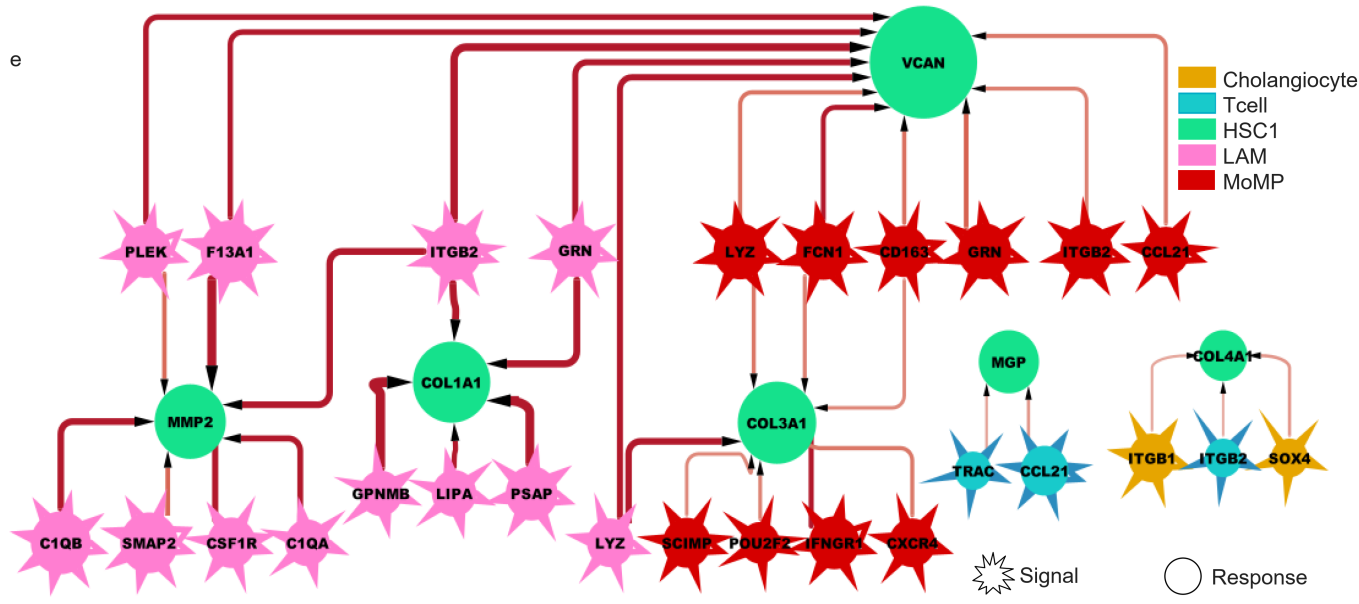 e
VCAN
Cholangiocyte
Tcell
HSC1
LAM
MoMP
PLEK
F13A1
ITGB2
GRN
LYZ
FCN1
CD163
GRN
ITGB2
CCL21
MGP
COL4A1
COL1A1
MMP2
COL3A1
ITGB1
ITGB2
SOX4
TRAC
CCL21
GPNMB
LIPA
PSAP
C1QB
SMAP2
CSF1R
C1QA
LYZ
SCIMP
POU2F2
IFNGR1
CXCR4
Signal
Response